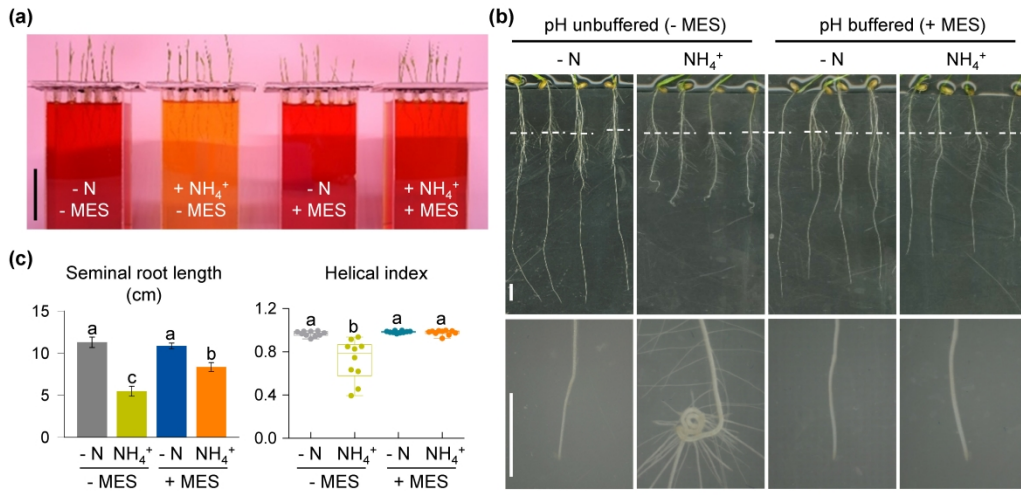 (a)
- N
- MES
+ NH₄⁺
- MES
- N
+ MES
+ NH₄⁺
+ MES
(b)
pH unbuffered (- MES)
pH buffered (+ MES)
- N
NH₄⁺
- N
NH₄⁺
(c)
Seminal root length
(cm)
15
10
5
0
a
c
a
b
- N NH₄⁺ - N NH₄⁺
- MES + MES
Helical index
1.2
0.8
0.4
0.0
a
b
a
a
- N NH₄⁺ - N NH₄⁺
- MES + MES